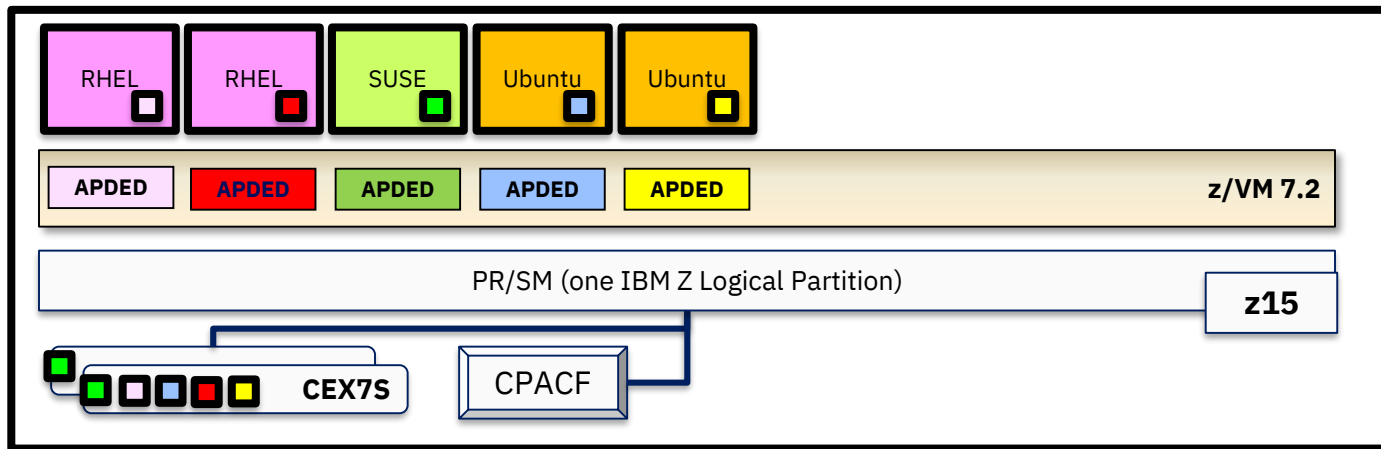 RHEL
RHEL
SUSE
Ubuntu
Ubuntu
APDED
APDED
APDED
APDED
APDED
z/VM 7.2
PR/SM (one IBM Z Logical Partition)
z15
CEX7S
CPACF